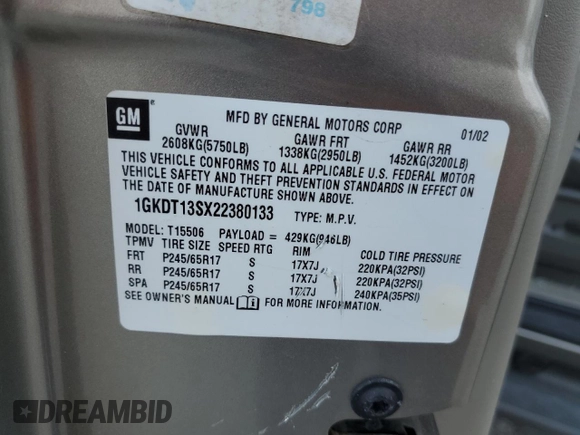 798
GM
MFD BY GENERAL MOTORS CORP 01/02
GVWR GAWR FRT GAWR RR
2608KG(5750LB) 1338KG(2950LB) 1452KG(3200LB)
THIS VEHICLE CONFORMS TO ALL APPLICABLE U.S. FEDERAL MOTOR
VEHICLE SAFETY AND THEFT PREVENTION STANDARDS IN EFFECT ON
THE DATE OF MANUFACTURE SHOWN ABOVE.
1GKDT13SX22380133 TYPE: M.P.V.
MODEL: T15506 PAYLOAD = 429KG(946LB)
TPMV TIRE SIZE SPEED RTG RIM COLD TIRE PRESSURE
FRT P245/65R17 S 17X7J 220KPA(32PSI)
RR P245/65R17 S 17X7J 220KPA(32PSI)
SPA P245/65R17 S 17X7J 240KPA(35PSI)
SEE OWNER'S MANUAL FOR MORE INFORMATION.
DREAMBID